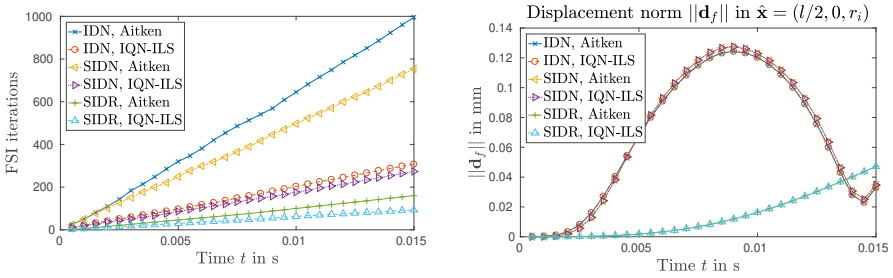 1000
800
600
400
200
0
FSI iterations
IDN, Aitken
IDN, IQN-ILS
SIDN, Aitken
SIDN, IQN-ILS
SIDR, Aitken
SIDR, IQN-ILS
0
0.005
0.01
0.015
Time t in s
Displacement norm ||d_f|| in x̂ = (l/2, 0, r_i)
0.14
0.12
0.1
0.08
0.06
0.04
0.02
0
||d_f|| in mm
IDN, Aitken
IDN, IQN-ILS
SIDN, Aitken
SIDN, IQN-ILS
SIDR, Aitken
SIDR, IQN-ILS
0
0.005
0.01
0.015
Time t in s